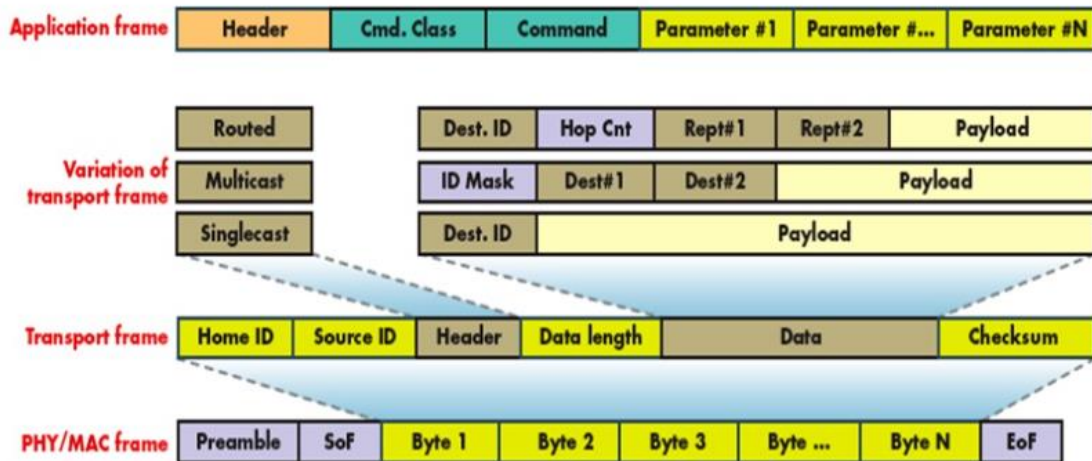 Application frame Header Cmd. Class Command Parameter #1 Parameter #... Parameter #N
Routed Dest. ID Hop Cnt Rept#1 Rept#2 Payload
Variation of
transport frame
Multicast ID Mask Dest#1 Dest#2 Payload
Singlecast Dest. ID Payload
Transport frame Home ID Source ID Header Data length Data Checksum
PHY/MAC frame Preamble SoF Byte 1 Byte 2 Byte 3 Byte ... Byte N EoF